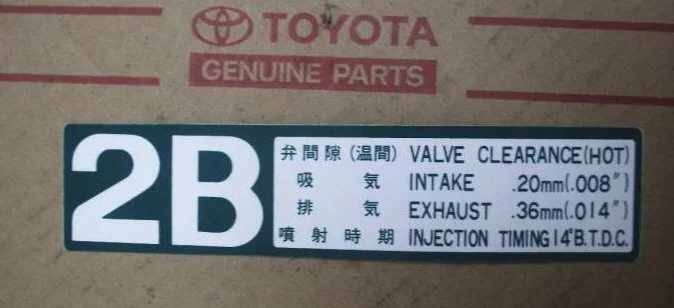 TOYOTA
GENUINE PARTS
2B
弁間隙(温間) VALVE CLEARANCE(HOT)
吸気 INTAKE .20mm(.008")
排気 EXHAUST .36mm(.014")
噴射時期 INJECTION TIMING 14°B.T.D.C.